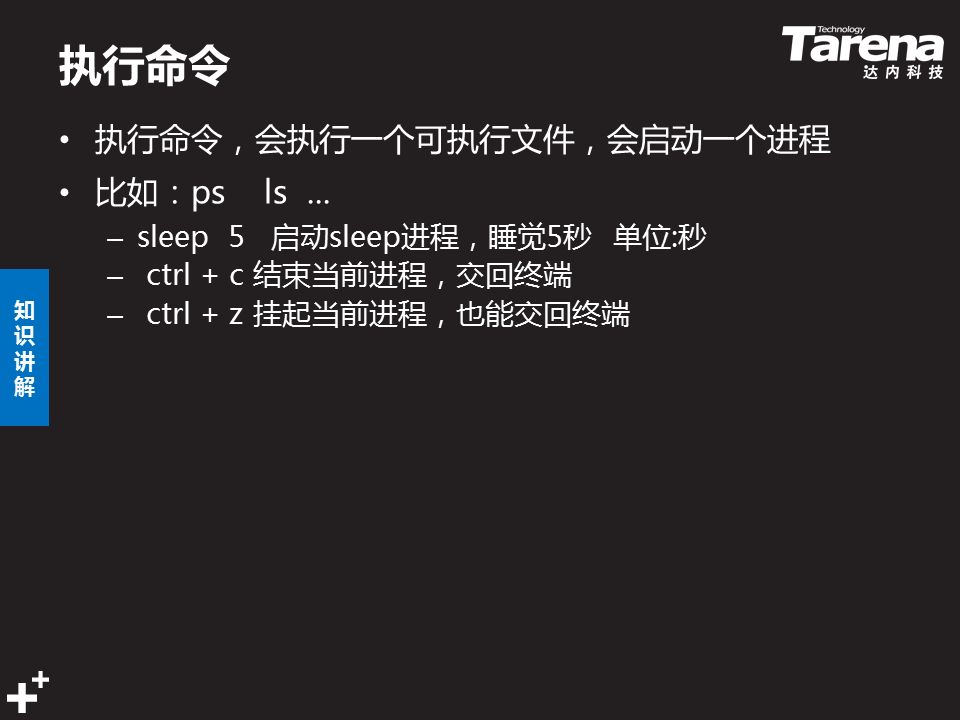 执行命令
Technology
Tarena
达内科技
• 执行命令，会执行一个可执行文件，会启动一个进程
• 比如：ps ls …
– sleep 5 启动sleep进程，睡觉5秒 单位:秒
– ctrl + c 结束当前进程，交回终端
– ctrl + z 挂起当前进程，也能交回终端
知
识
讲
解